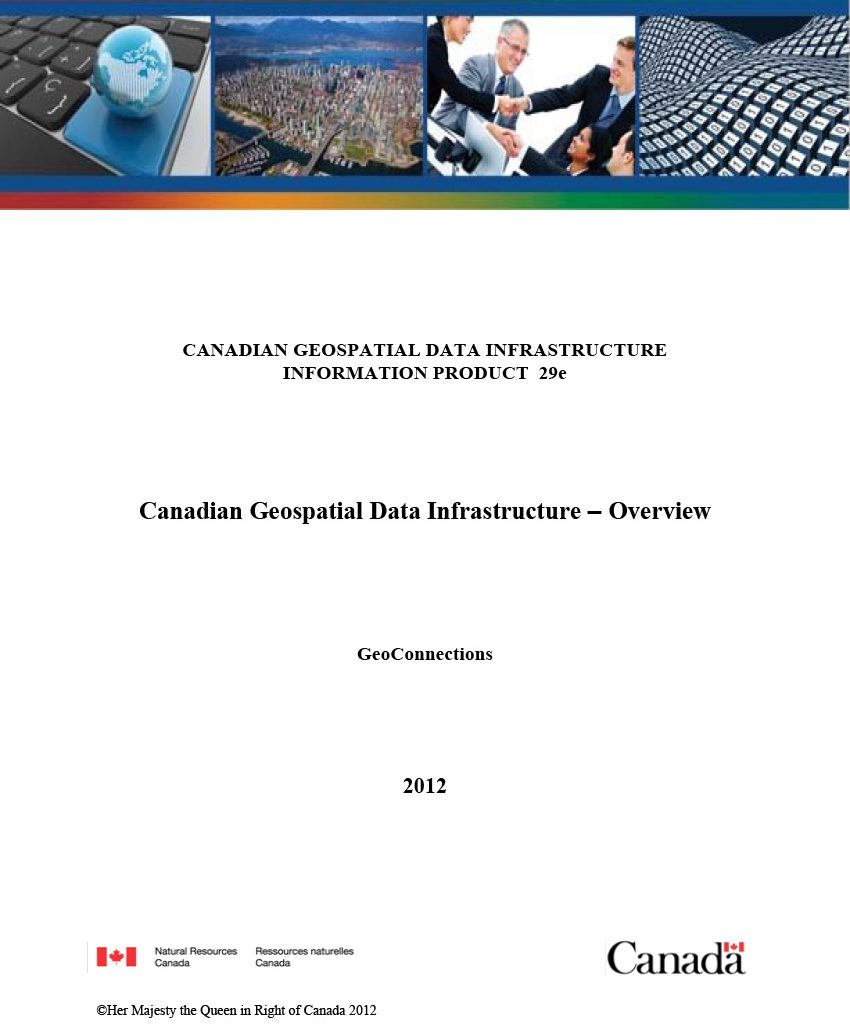 CANADIAN GEOSPATIAL DATA INFRASTRUCTURE
INFORMATION PRODUCT 29e
Canadian Geospatial Data Infrastructure – Overview
GeoConnections
2012
Natural Resources Canada
Ressources naturelles Canada
Canada
©Her Majesty the Queen in Right of Canada 2012